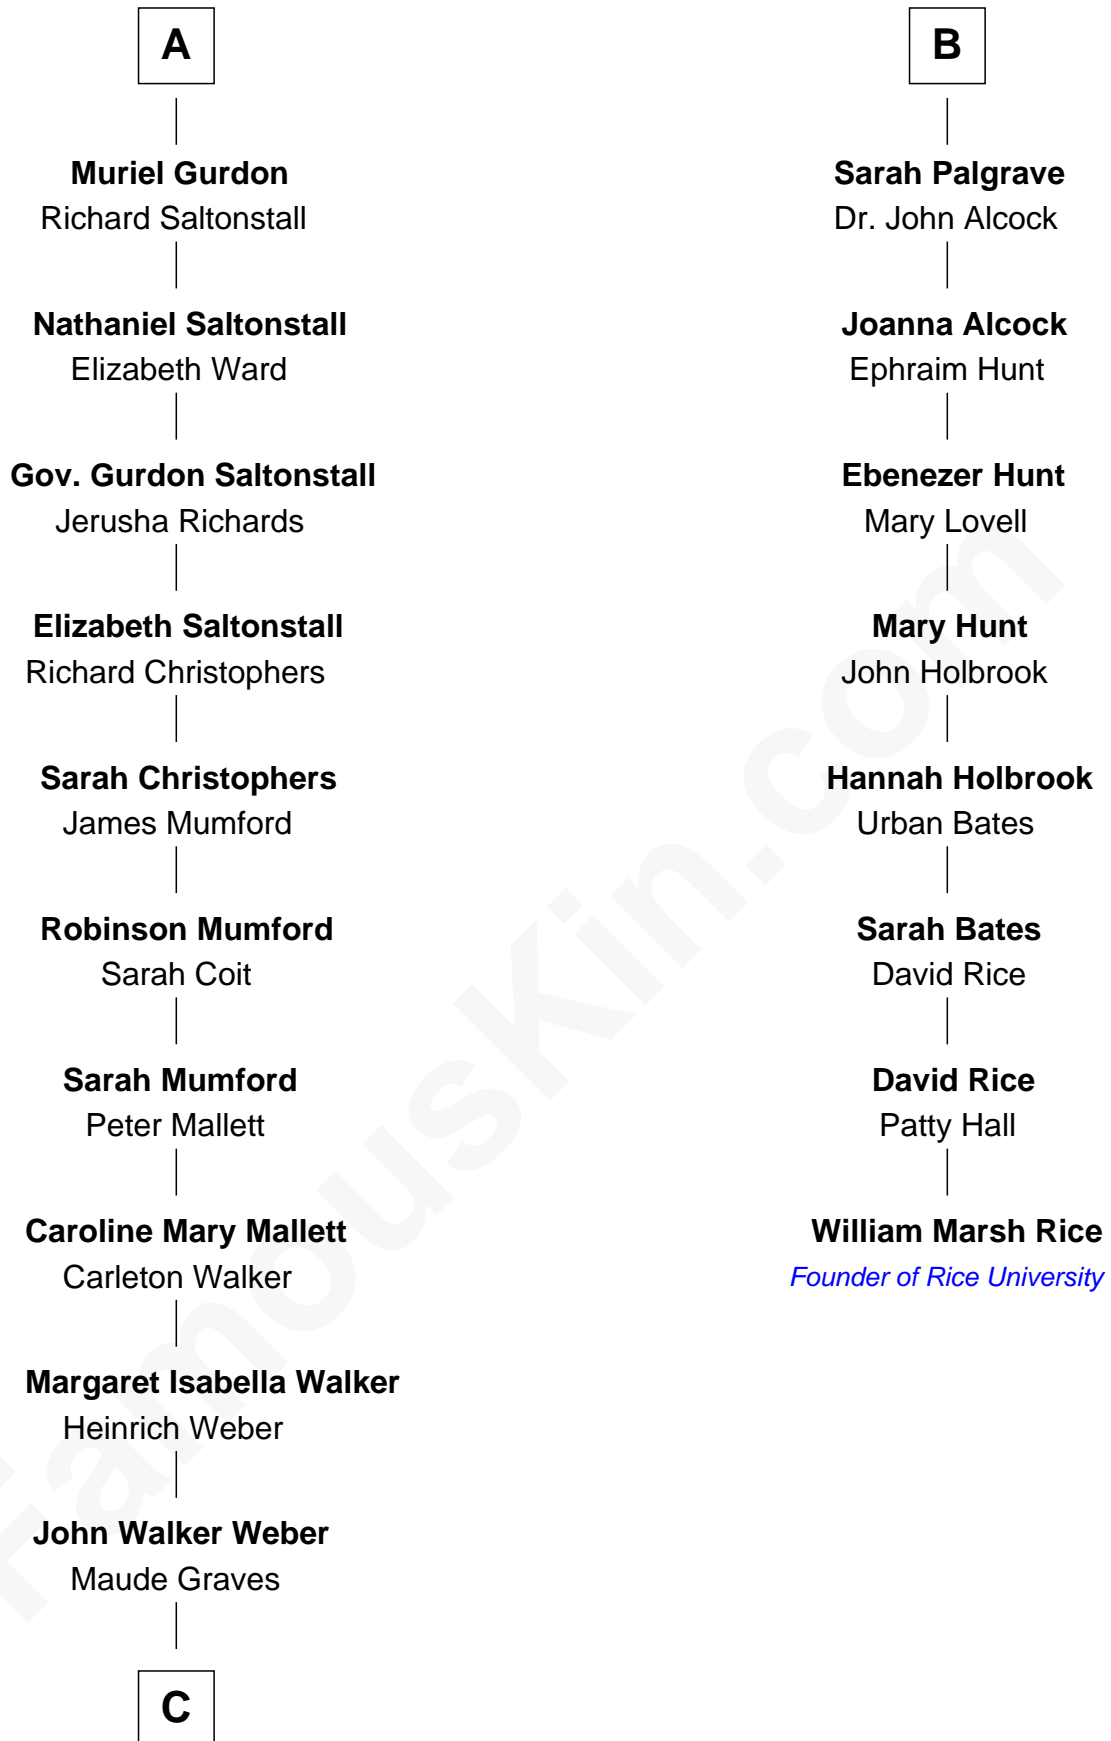 A
Muriel Gurdon
Richard Saltonstall
Nathaniel Saltonstall
Elizabeth Ward
Gov. Gurdon Saltonstall
Jerusha Richards
Elizabeth Saltonstall
Richard Christophers
Sarah Christophers
James Mumford
Robinson Mumford
Sarah Coit
Sarah Mumford
Peter Mallett
Caroline Mary Mallett
Carleton Walker
Margaret Isabella Walker
Heinrich Weber
John Walker Weber
Maude Graves
C
B
Sarah Palgrave
Dr. John Alcock
Joanna Alcock
Ephraim Hunt
Ebenezer Hunt
Mary Lovell
Mary Hunt
John Holbrook
Hannah Holbrook
Urban Bates
Sarah Bates
David Rice
David Rice
Patty Hall
William Marsh Rice
Founder of Rice University
FamousKin.com